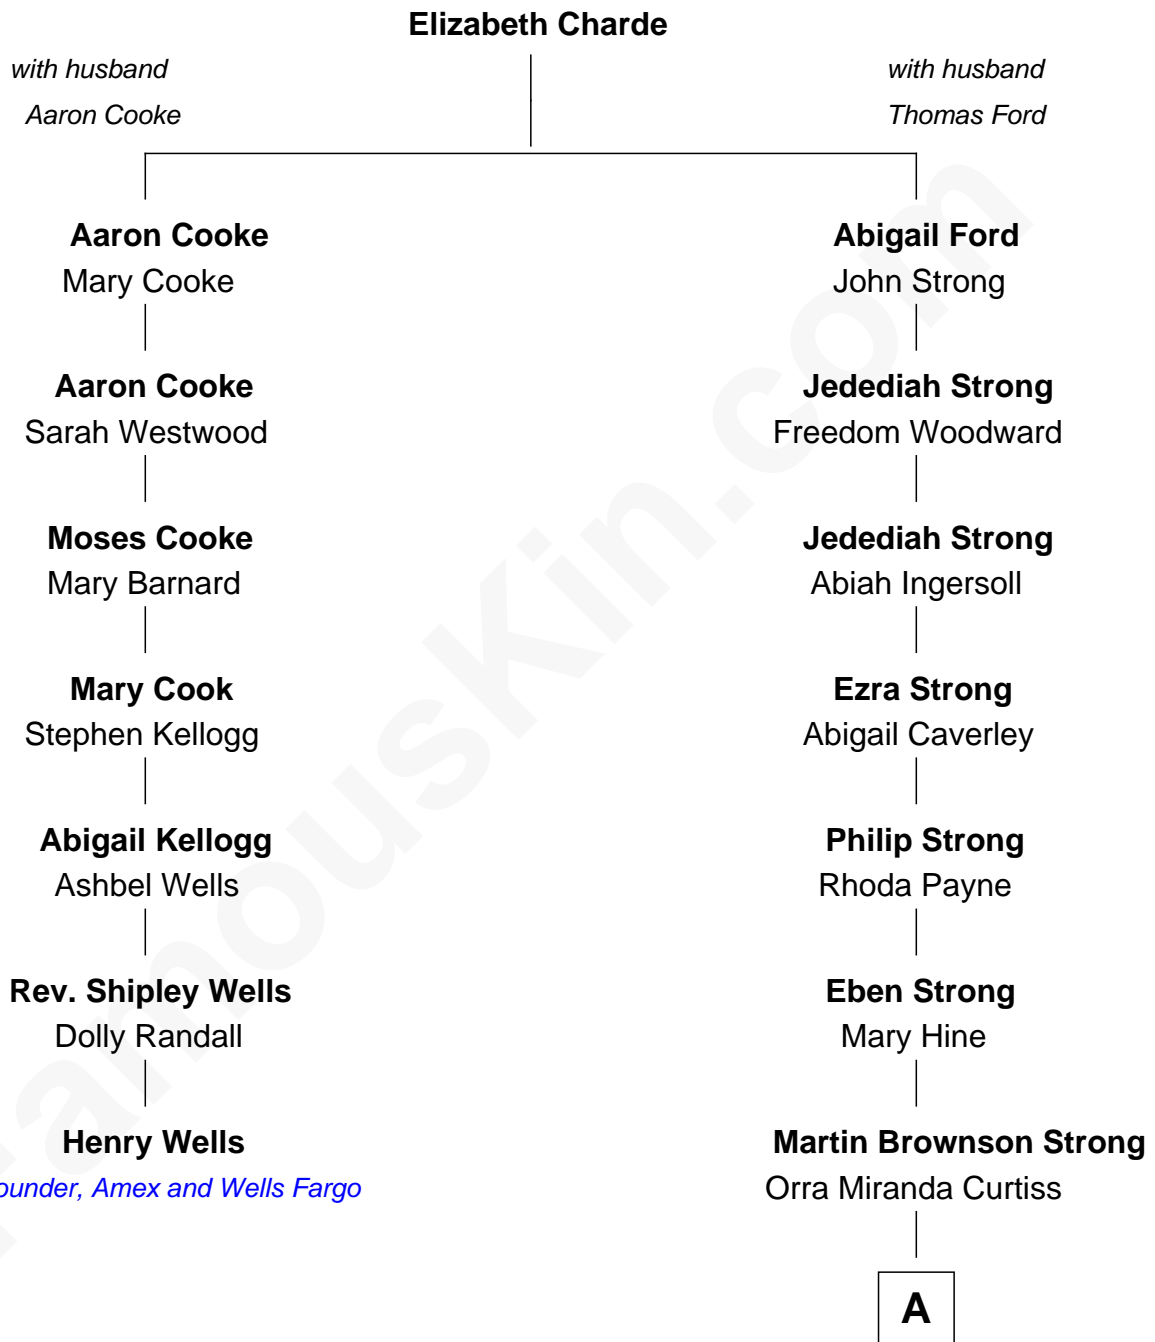 Elizabeth Charde
with husband
Aaron Cooke
with husband
Thomas Ford
Aaron Cooke
Mary Cooke
Abigail Ford
John Strong
Aaron Cooke
Sarah Westwood
Jedediah Strong
Freedom Woodward
Moses Cooke
Mary Barnard
Jedediah Strong
Abiah Ingersoll
Mary Cook
Stephen Kellogg
Ezra Strong
Abigail Caverley
Abigail Kellogg
Ashbel Wells
Philip Strong
Rhoda Payne
Rev. Shipley Wells
Dolly Randall
Eben Strong
Mary Hine
Henry Wells
ounder, Amex and Wells Fargo
Martin Brownson Strong
Orra Miranda Curtiss
A
FamousKin.com